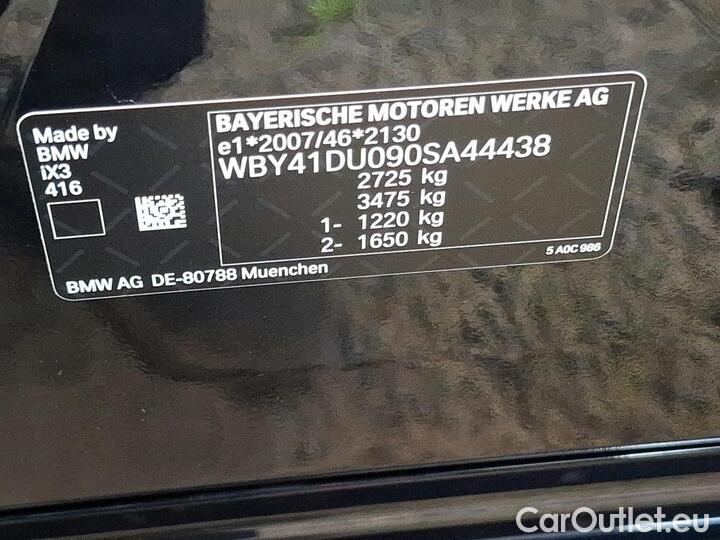 Made by
BMW
iX3
416
BAYERISCHE MOTOREN WERKE AG
e1*2007/46*2130
WBY41DU090SA44438
2725 kg
3475 kg
1- 1220 kg
2- 1650 kg
5 A0C 986
BMW AG DE-80788 Muenchen
CarOutlet.eu